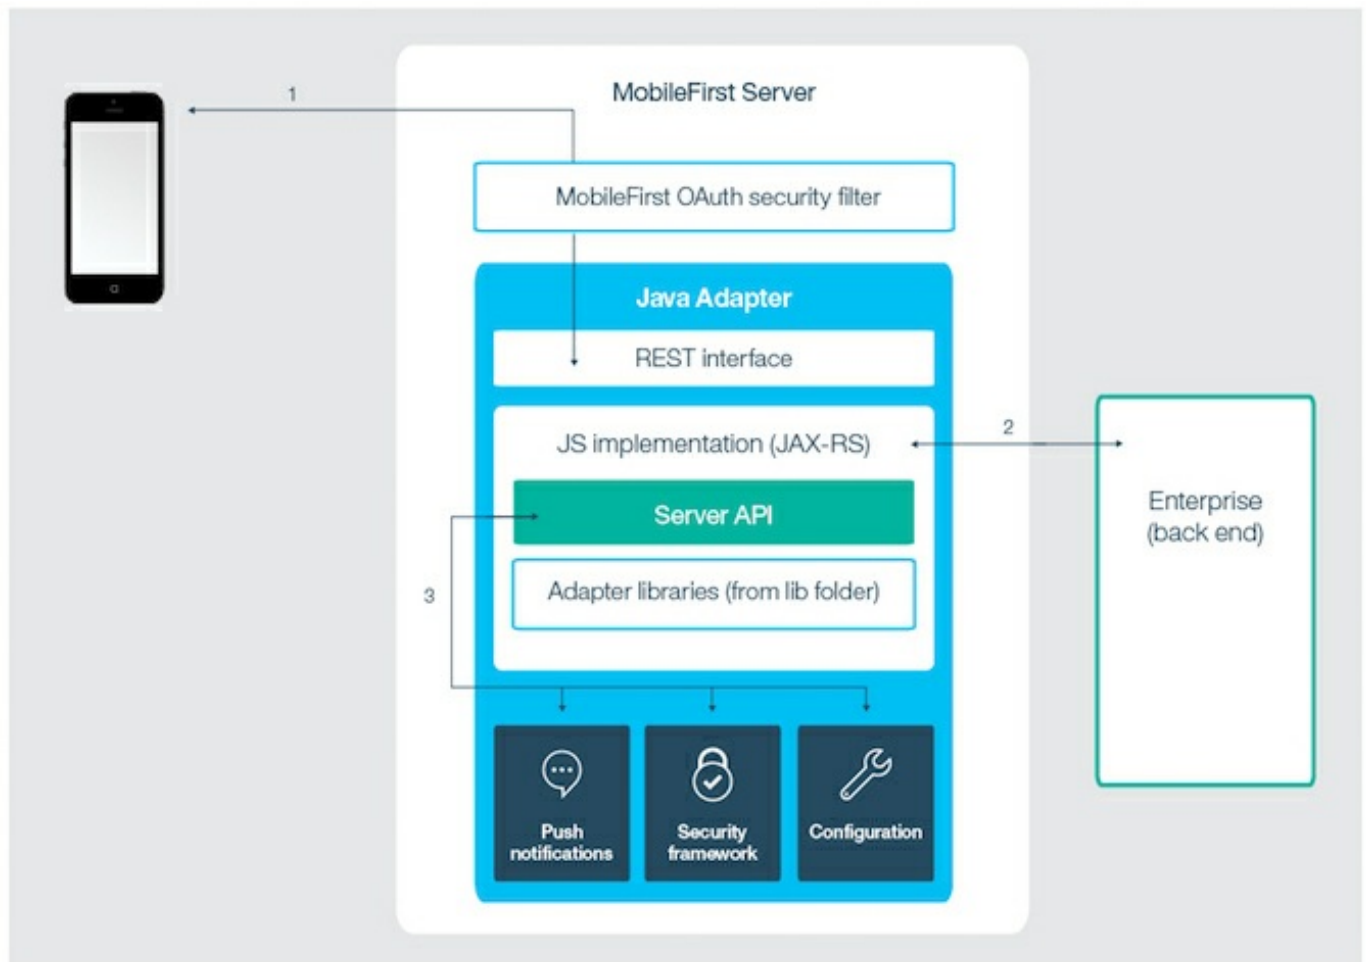 MobileFirst Server
1
MobileFirst OAuth security filter
Java Adapter
REST interface
JS implementation (JAX-RS)
2
Server API
Enterprise
(back end)
3
Adapter libraries (from lib folder)
Push
notifications
Security
framework
Configuration